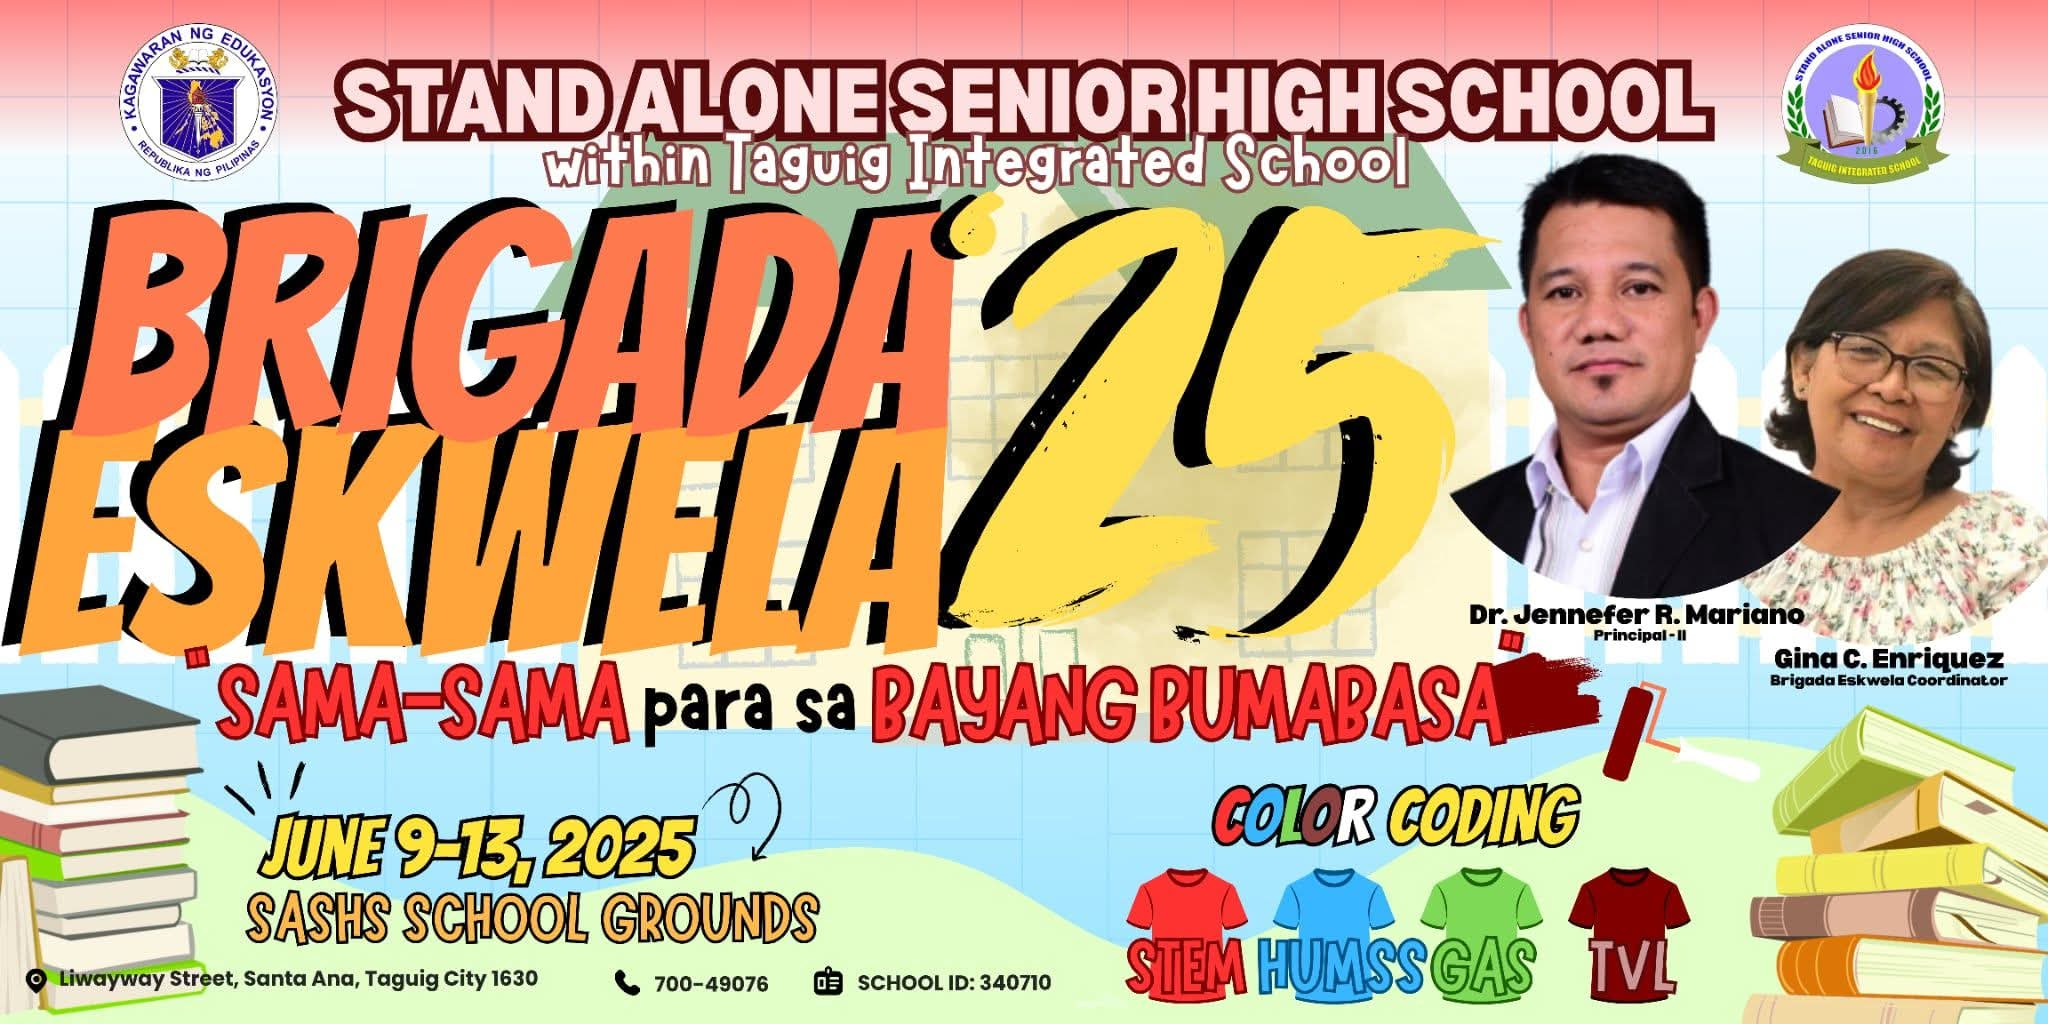 KAGAWARAN NG EDUKASYON
REPUBLIKA NG PILIPINAS
STAND ALONE SENIOR HIGH SCHOOL
within Taguig Integrated School
STAND ALONE SENIOR HIGH SCHOOL
2016
TAGUIG INTEGRATED SCHOOL
BRIGADA '25
ESKWELA
Dr. Jennefer R. Mariano
Principal - II
Gina C. Enriquez
Brigada Eskwela Coordinator
"SAMA-SAMA para sa BAYANG BUMABASA"
JUNE 9-13, 2025
SASHS SCHOOL GROUNDS
COLOR CODING
STEM HUMSS GAS TVL
Liwayway Street, Santa Ana, Taguig City 1630
700-49076
SCHOOL ID: 340710